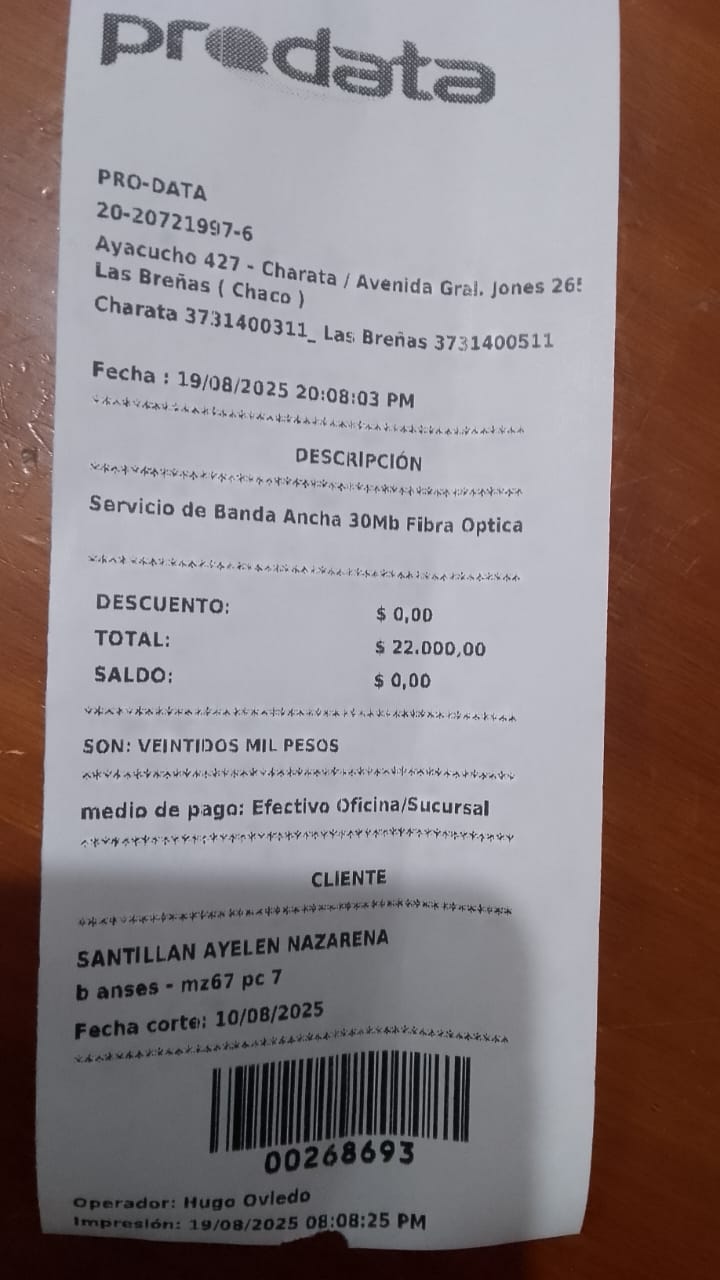 prodata
PRO-DATA
20-20721997-6
Ayacucho 427 - Charata / Avenida Gral. Jones 265
Las Breñas ( Chaco )
Charata 3731400311_ Las Breñas 3731400511
Fecha : 19/08/2025 20:08:03 PM
DESCRIPCIÓN
Servicio de Banda Ancha 30Mb Fibra Optica
DESCUENTO: $ 0,00
TOTAL: $ 22.000,00
SALDO: $ 0,00
SON: VEINTIDOS MIL PESOS
medio de pago: Efectivo Oficina/Sucursal
CLIENTE
SANTILLAN AYELEN NAZARENA
b anses - mz67 pc 7
Fecha corte: 10/08/2025
00268693
Operador: Hugo Oviedo
Impresión: 19/08/2025 08:08:25 PM